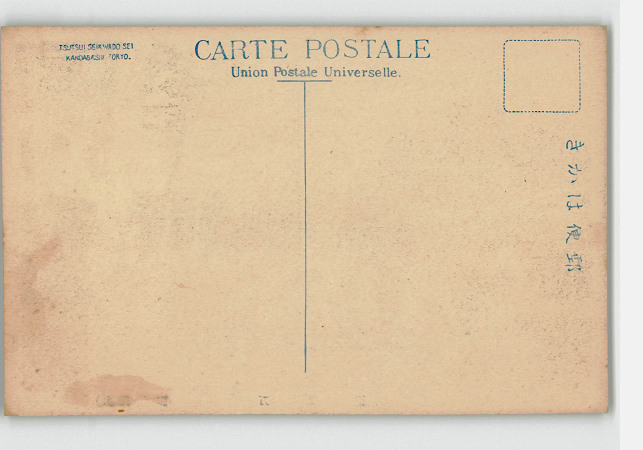 CARTE POSTALE
Union Postale Universelle.
TSUTSUI SEIKWADO SEI
KANDABASHI TOKYO.
きかは便郵